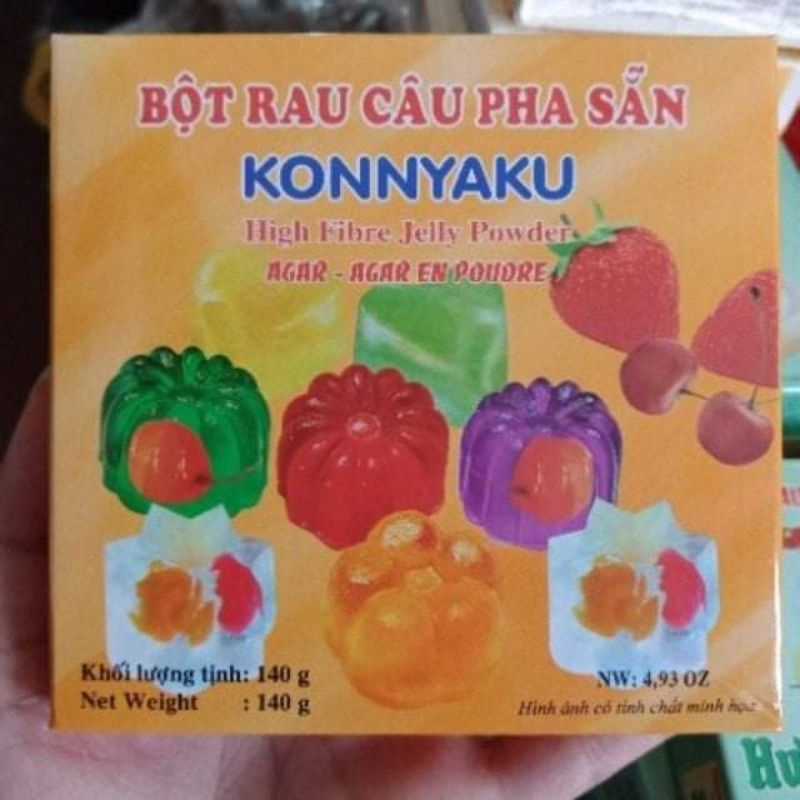 BỘT RAU CÂU PHA SẴN
KONNYAKU
High Fibre Jelly Powder
AGAR - AGAR EN POUDRE
Khối lượng tịnh: 140 g
Net Weight : 140 g
NW: 4,93 OZ
Hình ảnh có tính chất minh họa